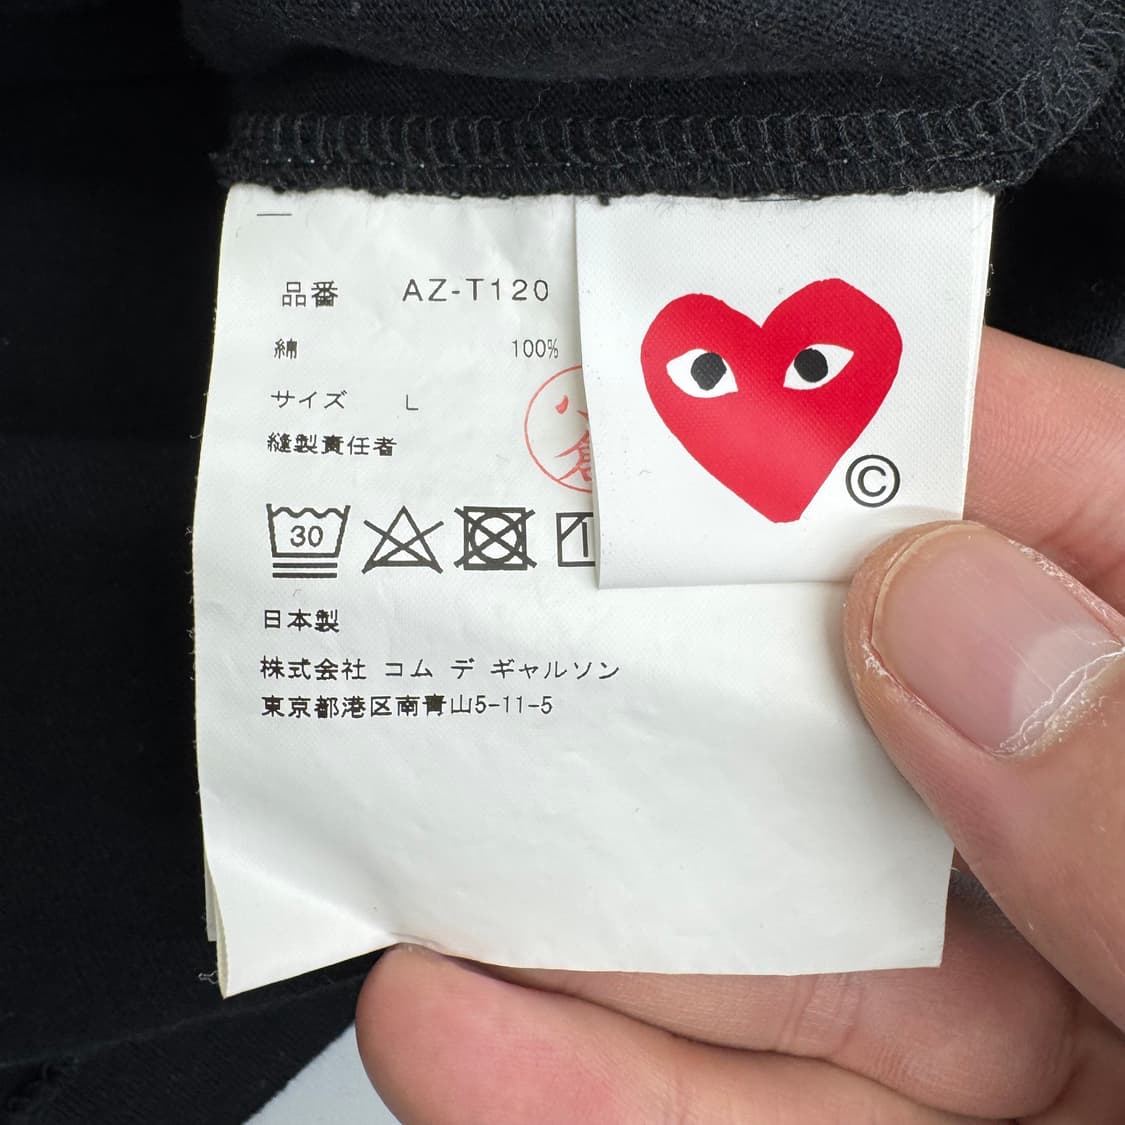 品番 AZ-T120
綿 100%
サイズ L
縫製責任者
30
日本製
株式会社 コム デ ギャルソン
東京都港区南青山5-11-5
©